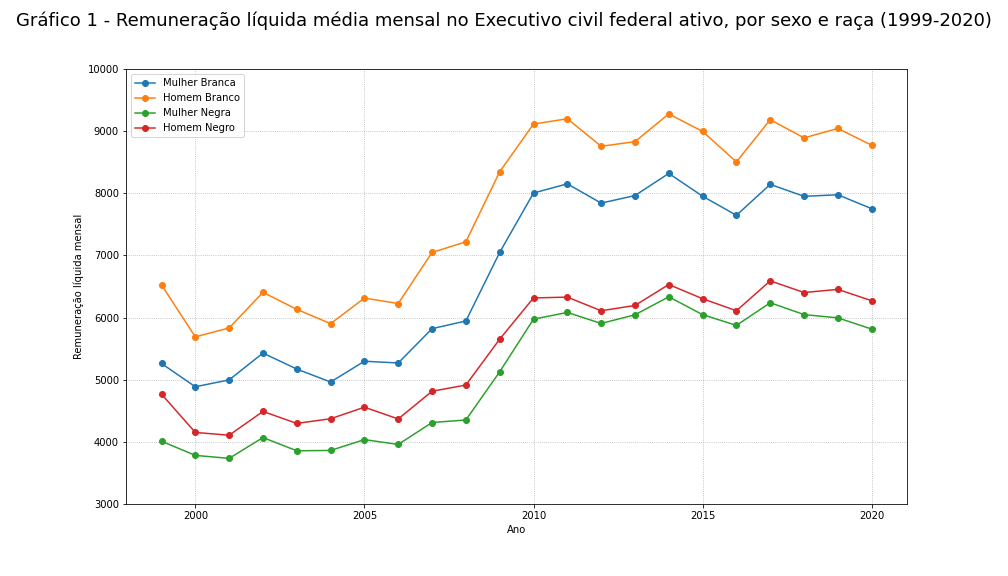 Gráfico 1 - Remuneração líquida média mensal no Executivo civil federal ativo, por sexo e raça (1999-2020)
Mulher Branca
Homem Branco
Mulher Negra
Homem Negro
10000
9000
8000
7000
6000
5000
4000
3000
Remuneração líquida mensal
2000
2005
2010
2015
2020
Ano